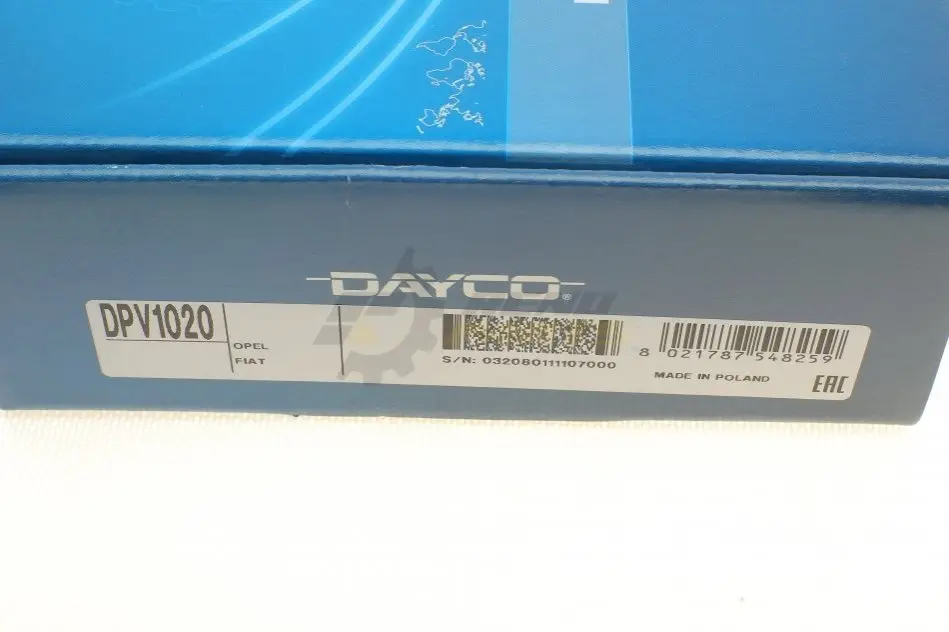 DAYCO®
DPV1020
OPEL
FIAT
S/N: 032080111107000
8 021787 548259
MADE IN POLAND
EAC